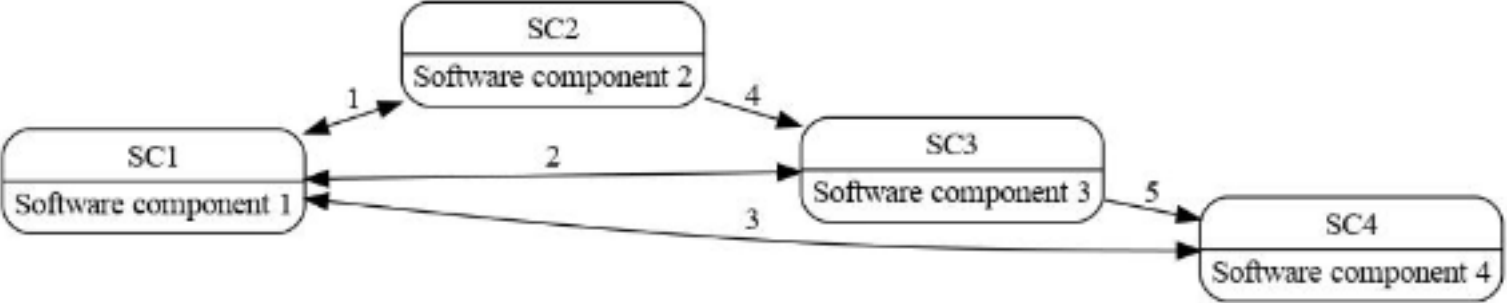 SC2
Software component 2
1
4
SC1
Software component 1
2
SC3
Software component 3
3
5
SC4
Software component 4